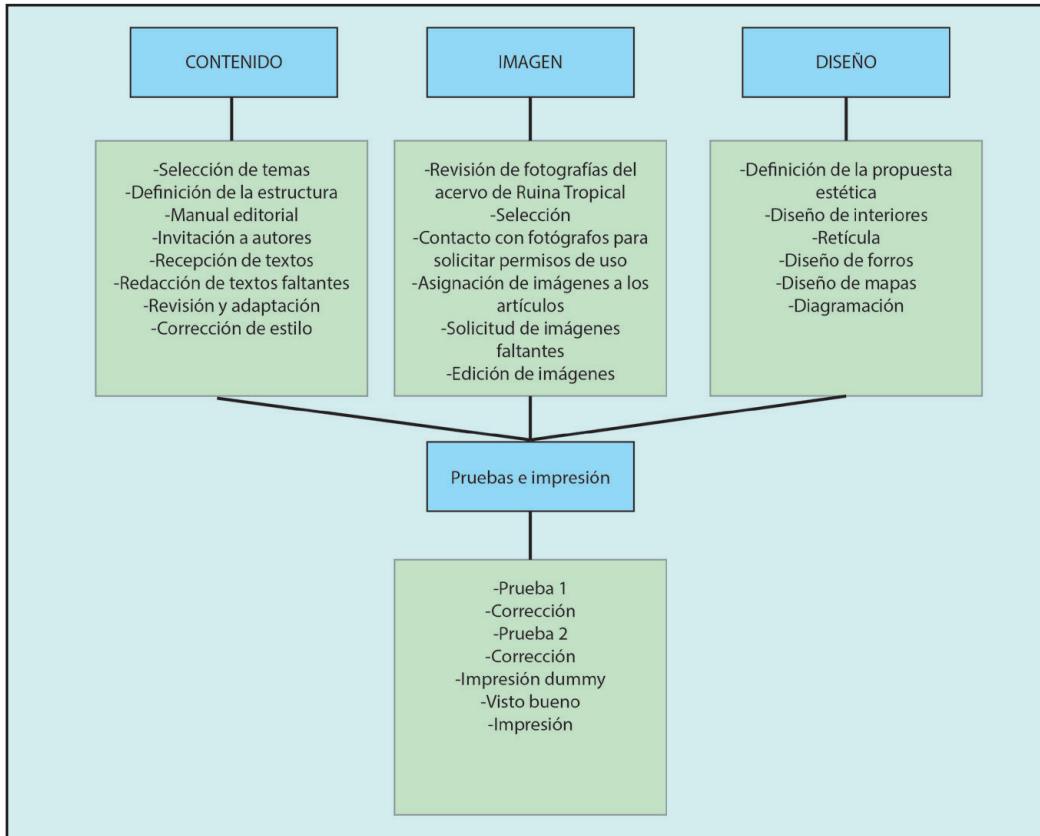 CONTENIDO
-Selección de temas
-Definición de la estructura
-Manual editorial
-Invitación a autores
-Recepción de textos
-Redacción de textos faltantes
-Revisión y adaptación
-Corrección de estilo
IMAGEN
-Revisión de fotografías del
acervo de Ruina Tropical
-Selección
-Contacto con fotógrafos para
solicitar permisos de uso
-Asignación de imágenes a los
artículos
-Solicitud de imágenes
faltantes
-Edición de imágenes
DISEÑO
-Definición de la propuesta
estética
-Diseño de interiores
-Retícula
-Diseño de forros
-Diseño de mapas
-Diagramación
Pruebas e impresión
-Prueba 1
-Corrección
-Prueba 2
-Corrección
-Impresión dummy
-Visto bueno
-Impresión